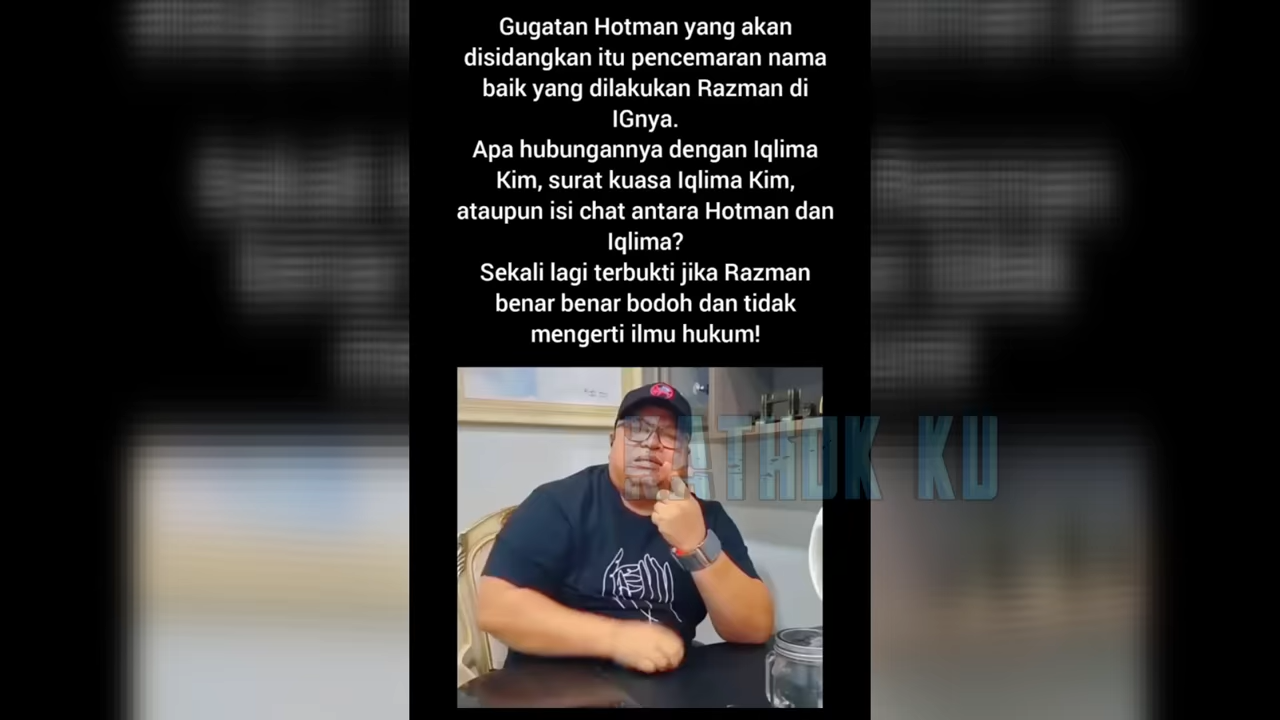 Gugatan Hotman yang akan
disidangkan itu pencemaran nama
baik yang dilakukan Razman di
IGnya.
Apa hubungannya dengan Iqlima
Kim, surat kuasa Iqlima Kim,
ataupun isi chat antara Hotman dan
Iqlima?
Sekali lagi terbukti jika Razman
benar benar bodoh dan tidak
mengerti ilmu hukum!
KATHOK KU